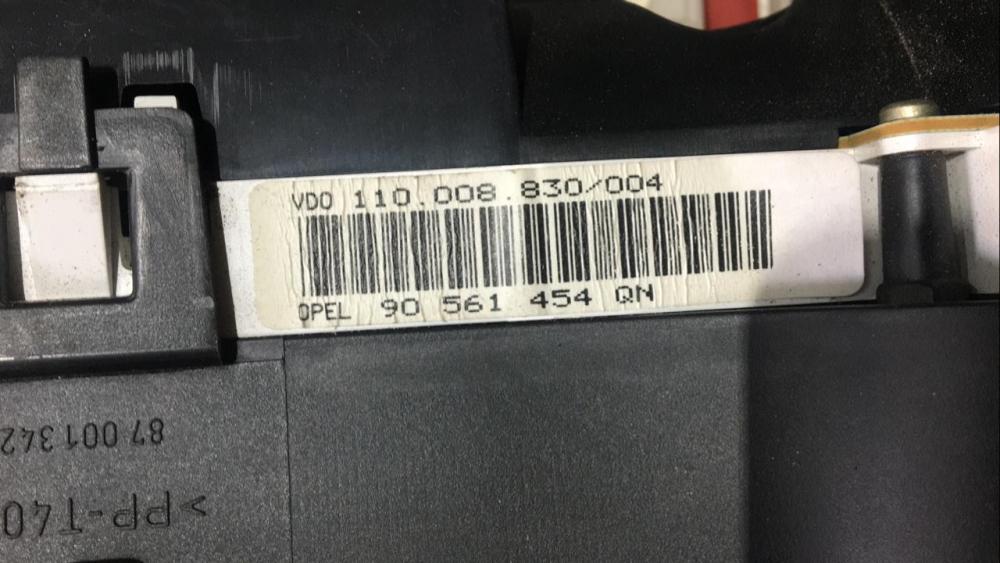 VDO 110.008.830/004
OPEL 90 561 454 QN
87 001 342
>PP-T40